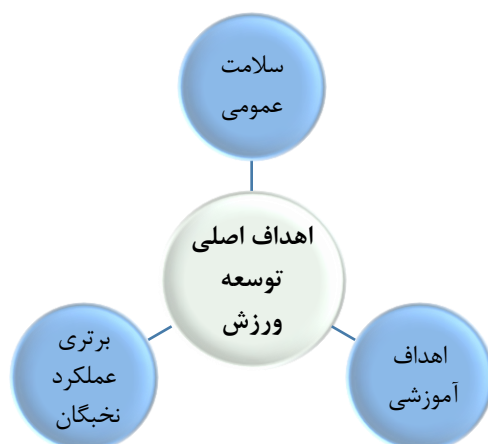 سلامت
عمومی
اهداف اصلی
توسعه
ورزش
اهداف
آموزشی
برتری
عملکرد
نخبگان